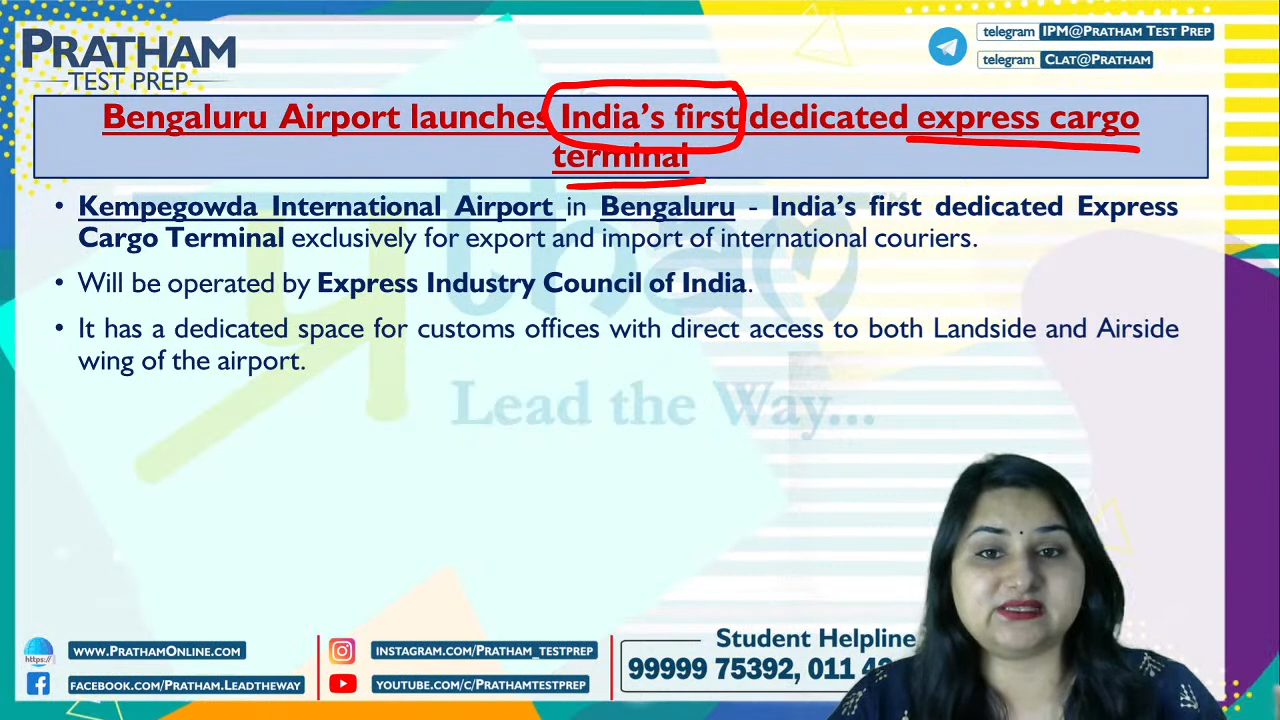 PRATHAM
TEST PREP
telegram IPM@PRATHAM TEST PREP
telegram CLAT@PRATHAM
Bengaluru Airport launches India's first dedicated express cargo
terminal
• Kempegowda International Airport in Bengaluru - India's first dedicated Express
Cargo Terminal exclusively for export and import of international couriers.
• Will be operated by Express Industry Council of India.
• It has a dedicated space for customs offices with direct access to both Landside and Airside
wing of the airport.
Lead the Way...
https://
WWW.PRATHAMONLINE.COM
FACEBOOK.COM/PRATHAM.LEADTHEWAY
INSTAGRAM.COM/PRATHAM_TESTPREP
YOUTUBE.COM/C/PRATHAMTESTPREP
Student Helpline
99999 75392, 011